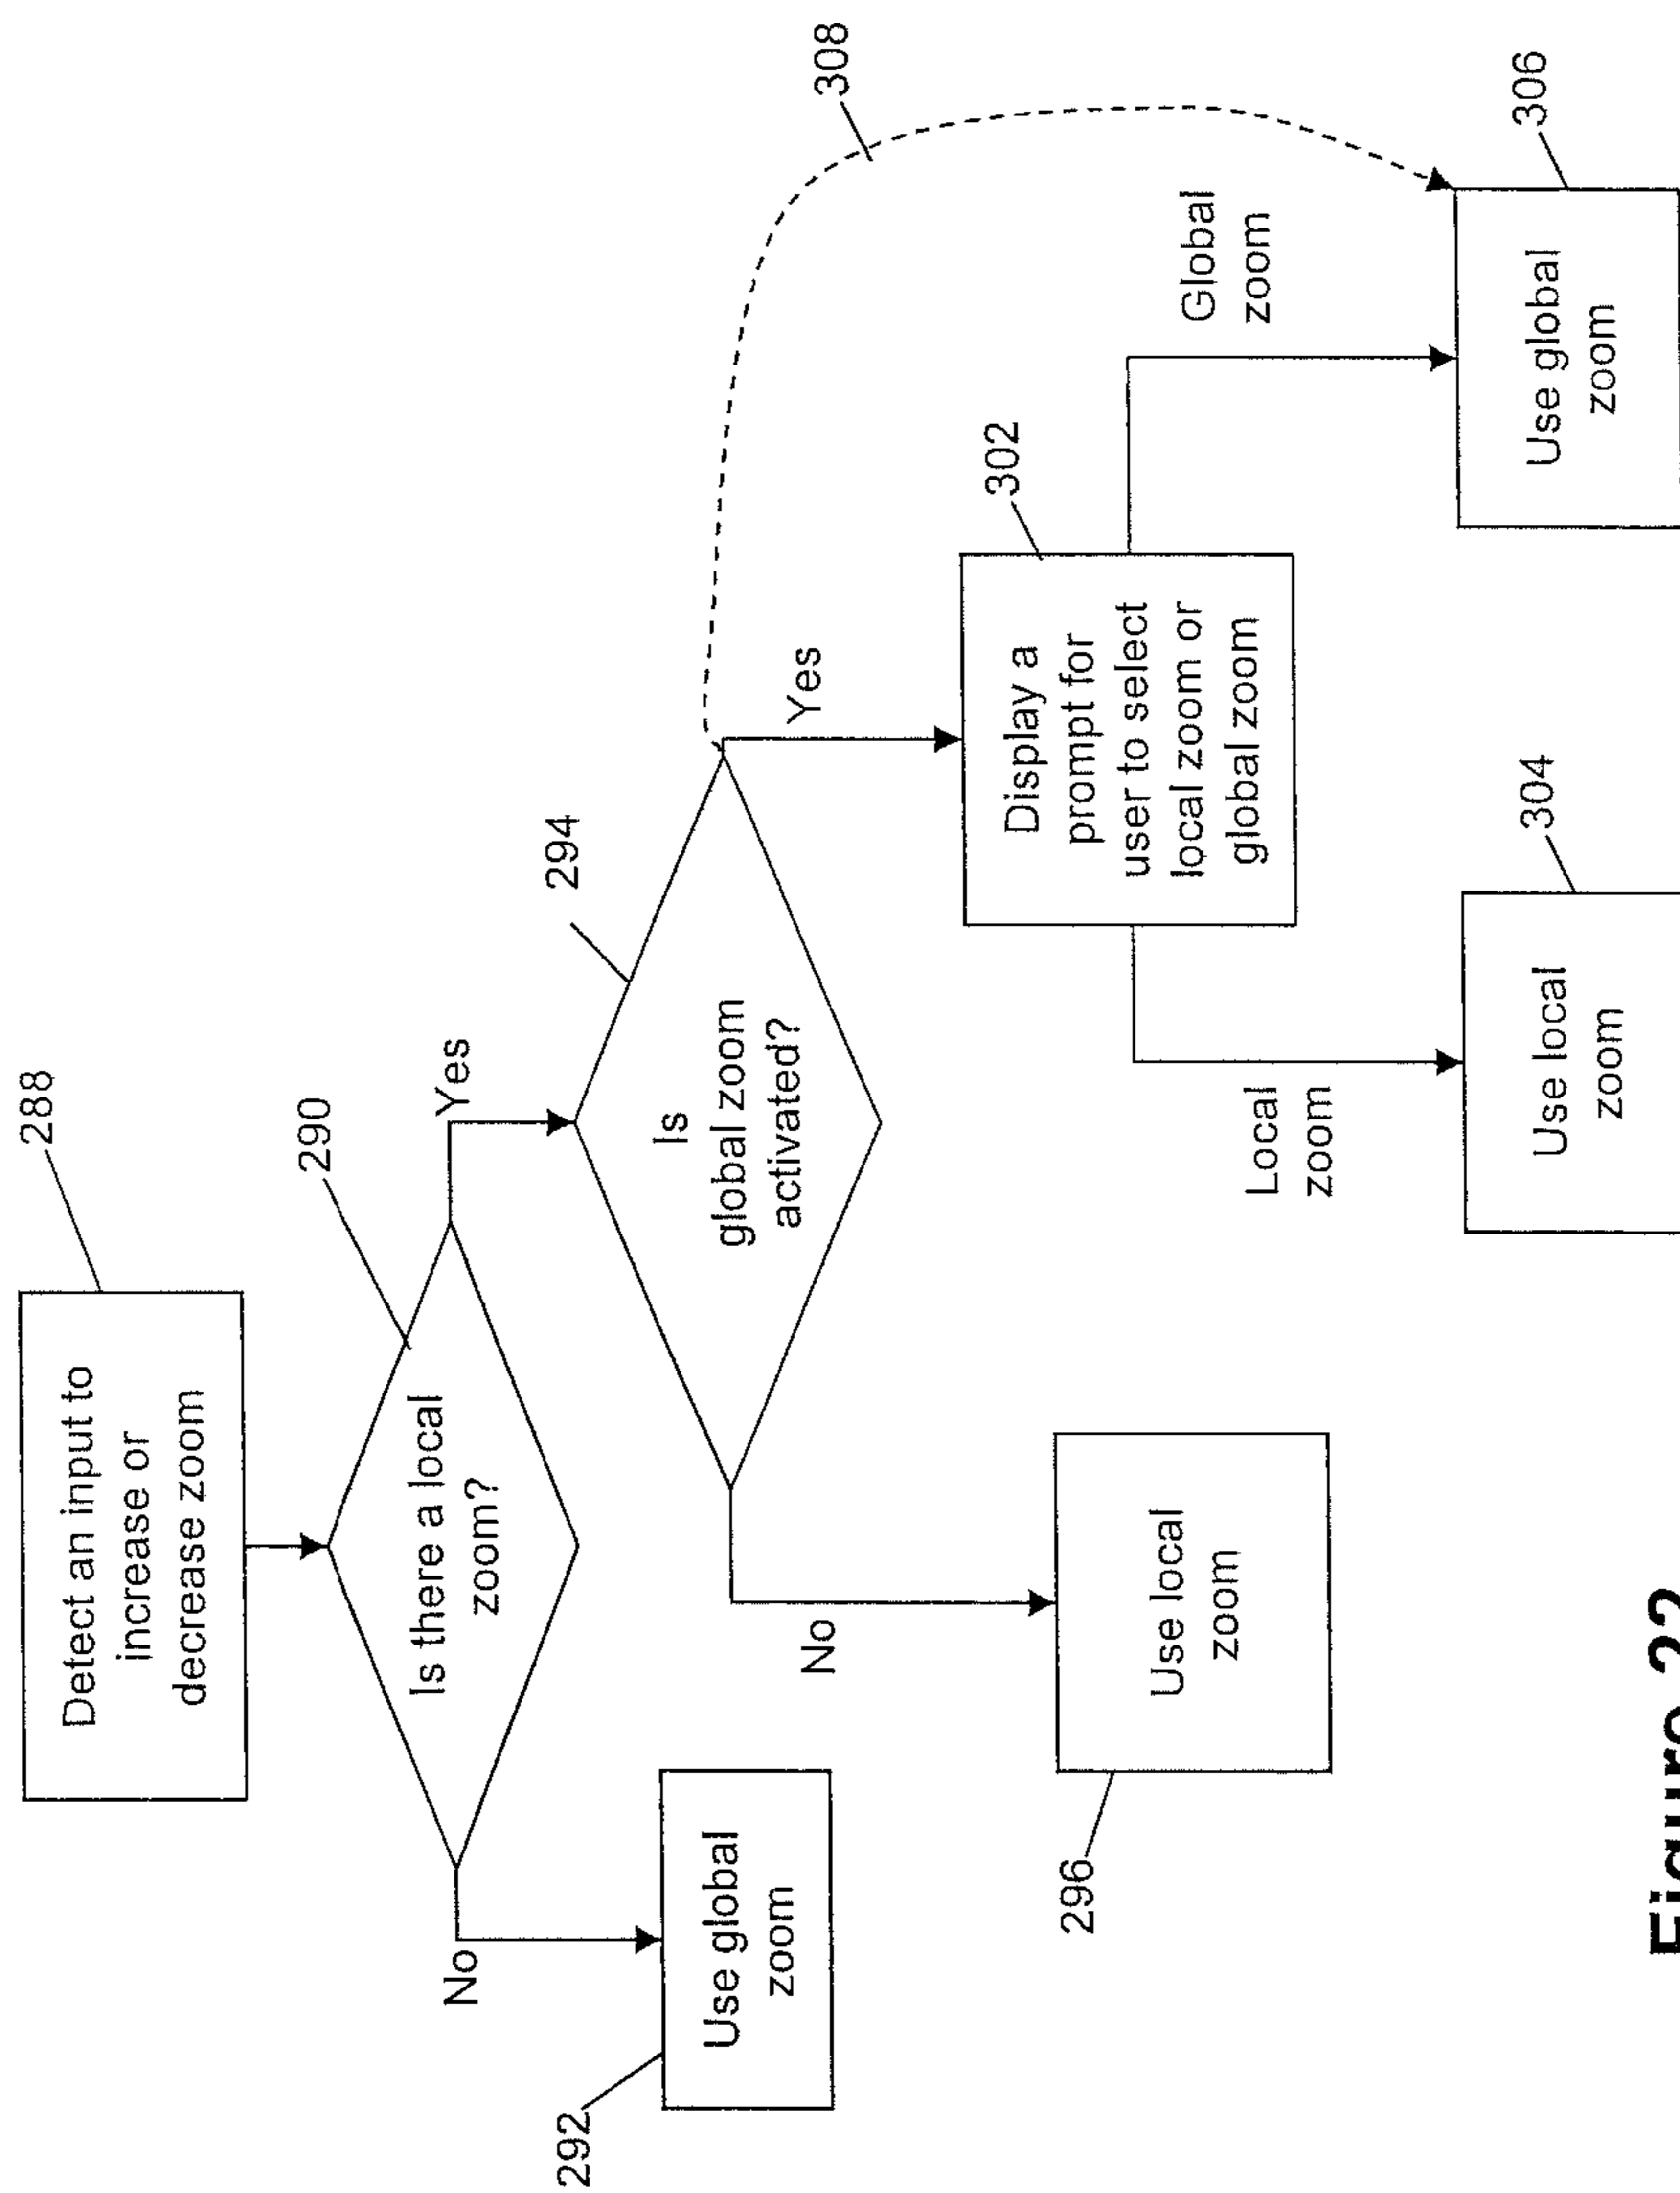 288
Detect an input to
increase or
decrease zoom
290
Is there a local
zoom?
No
Yes
292
Use global
zoom
294
Is
global zoom
activated?
No
Yes
308
296
Use local
zoom
302
Display a
prompt for
user to select
local zoom or
global zoom
Local
zoom
Global
zoom
304
Use local
zoom
306
Use global
zoom
Figure 22